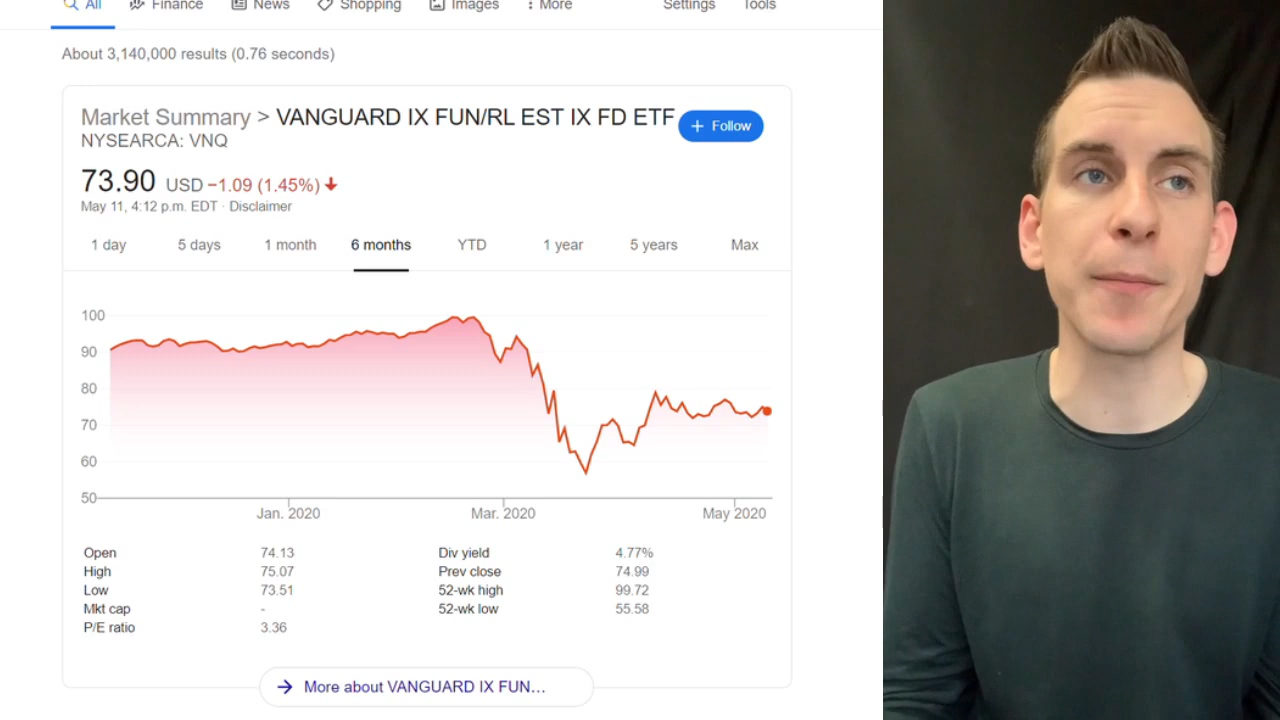 All Finance News Shopping Images More Settings Tools
About 3,140,000 results (0.76 seconds)
Market Summary > VANGUARD IX FUN/RL EST IX FD ETF
+ Follow
NYSEARCA: VNQ
73.90 USD −1.09 (1.45%)
May 11, 4:12 p.m. EDT · Disclaimer
1 day 5 days 1 month 6 months YTD 1 year 5 years Max
100
90
80
70
60
50
Jan. 2020 Mar. 2020 May 2020
Open 74.13 Div yield 4.77%
High 75.07 Prev close 74.99
Low 73.51 52-wk high 99.72
Mkt cap - 52-wk low 55.58
P/E ratio 3.36
More about VANGUARD IX FUN...